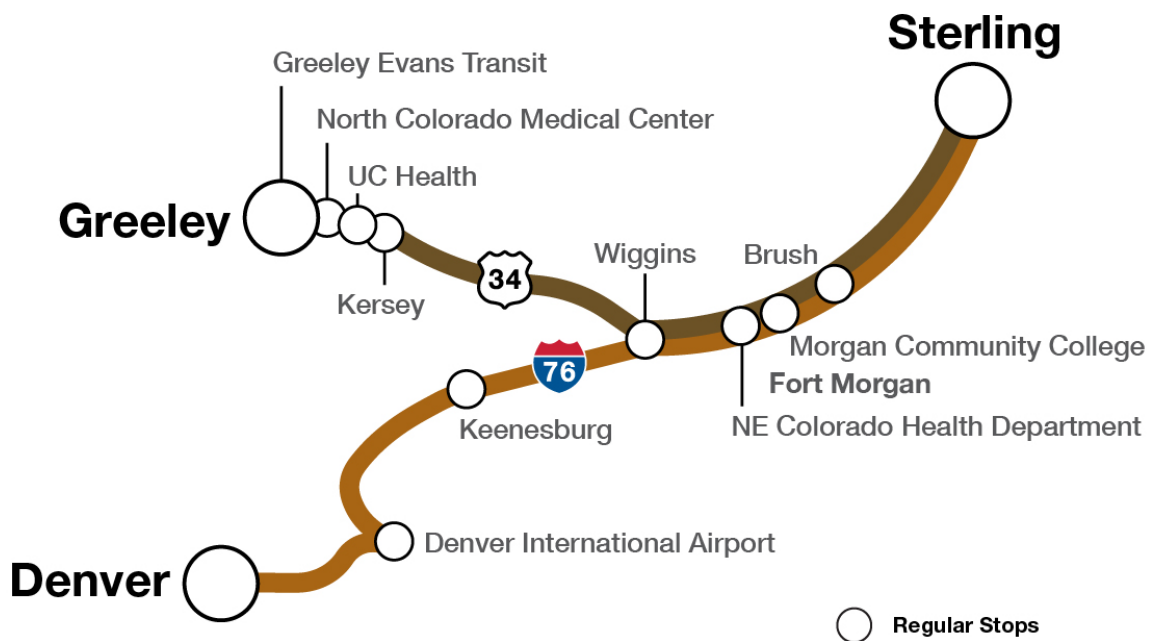 Sterling
Greeley Evans Transit
North Colorado Medical Center
UC Health
Greeley
Kersey
34
Wiggins
Brush
Morgan Community College
Fort Morgan
NE Colorado Health Department
76
Keenesburg
Denver International Airport
Denver
Regular Stops